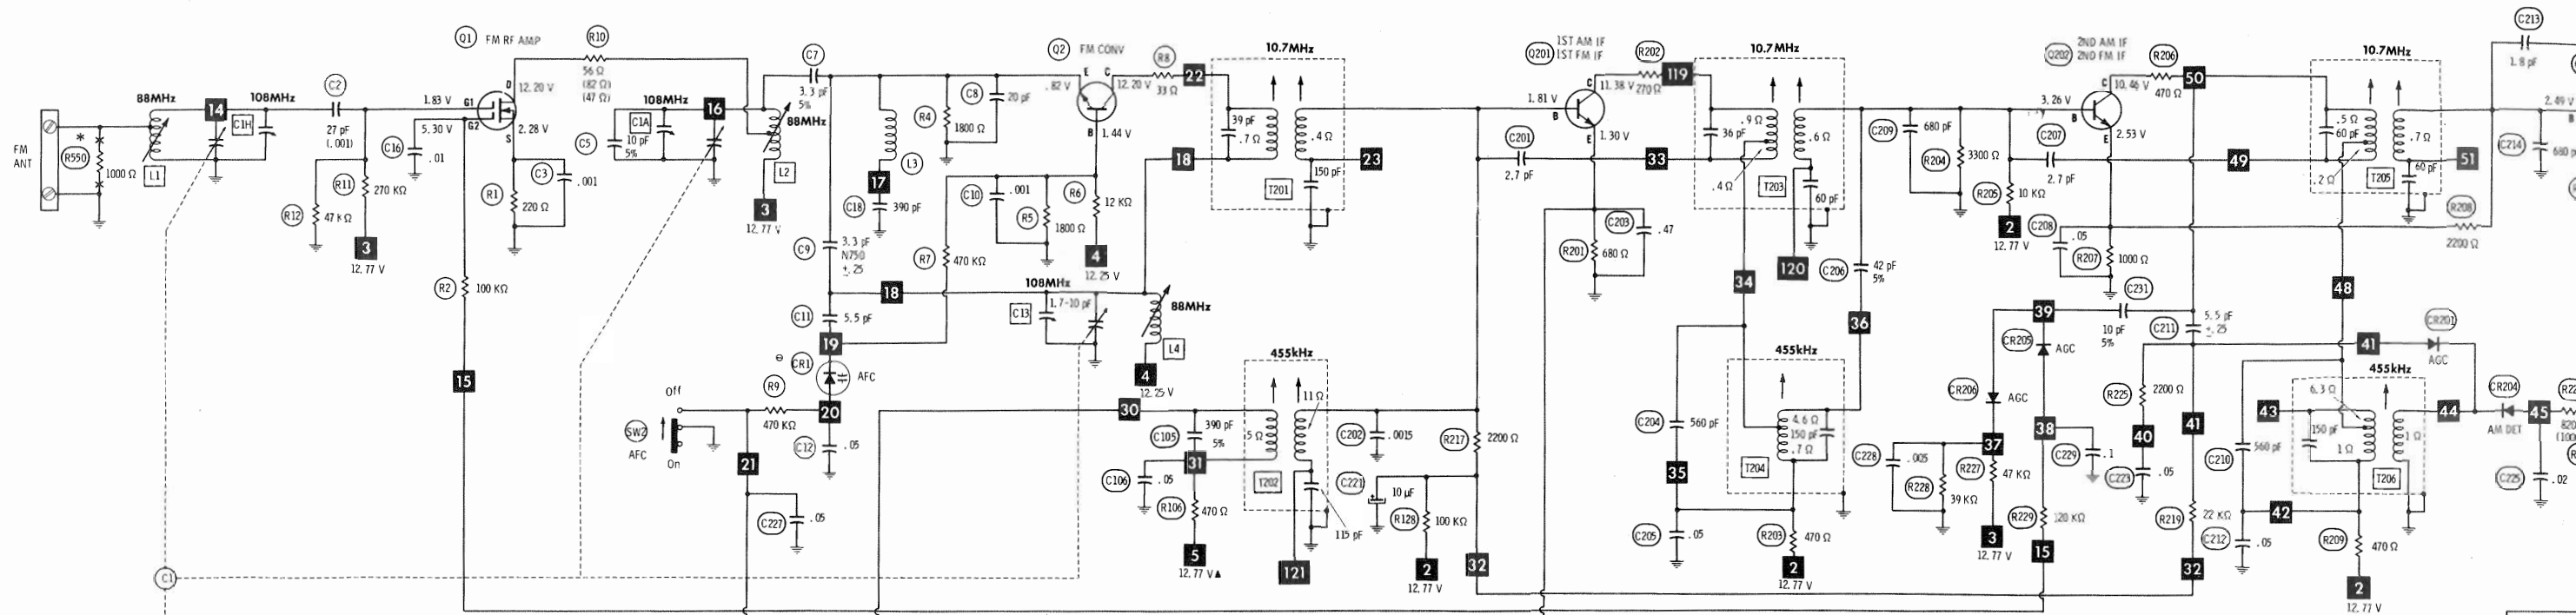 Q1 FM RF AMP
R10
56 Ω
(82 Ω)
(47 Ω)
C7
3.3 pF
5%
Q2 FM CONV
R8
33 Ω
22
10.7MHz
Q201
1ST AM IF
1ST FM IF
R202
270Ω
119
10.7MHz
Q202
2ND AM IF
2ND FM IF
R206
470 Ω
50
10.7MHz
C213
1.8 pF
FM
ANT
*
R550
1000 Ω
88MHz
L1
14
108MHz
C1H
C2
27 pF
(.001)
R11
270 KΩ
R12
47 KΩ
3
12.77 V
1.83 V
G1
5.30 V
G2
D
12.20 V
2.28 V
S
C16
.01
R1
220 Ω
C3
.001
C5
10 pF
5%
C1A
108MHz
16
88MHz
L2
3
12.77 V
L3
17
C18
390 pF
R4
1800 Ω
C8
20 pF
E
.82 V
C
12.20 V
B
1.44 V
C10
.001
R5
1800 Ω
R6
12 KΩ
4
12.25 V
18
39 pF
.7 Ω
.4 Ω
150 pF
T201
23
C201
2.7 pF
1.81 V
B
C
11.38 V
1.30 V
E
C203
.47
R201
680 Ω
33
36 pF
.9 Ω
.6 Ω
.4 Ω
T203
60 pF
120
34
C209
680 pF
R204
3300 Ω
R205
10 KΩ
2
12.77 V
3.26 V
B
C
10.46 V
2.53 V
E
C207
2.7 pF
C208
.05
R207
1000 Ω
49
.5 Ω
60 pF
.2 Ω
.7 Ω
T205
60 pF
51
R208
2200 Ω
C214
680 p
2.49 V
B
C9
3.3 pF
N750
±.25
R7
470 KΩ
18
C11
5.5 pF
19
CR1
AFC
20
C12
.05
R9
470 KΩ
Off
SW2
AFC
On
21
C227
.05
R2
100 KΩ
15
C1
108MHz
C13
1.7-10 pF
88MHz
L4
4
12.25 V
30
C105
390 pF
5%
31
C106
.05
R106
470 Ω
5
12.77 V▲
455kHz
5 Ω
11 Ω
T202
115 pF
121
C202
.0015
C221
10 µF
R128
100 KΩ
2
12.77 V
R217
2200 Ω
32
C204
560 pF
35
C205
.05
455kHz
4.6 Ω
150 pF
.7 Ω
T204
R203
470 Ω
2
12.77 V
C206
42 pF
5%
36
39
C231
10 pF
5%
CR205
AGC
CR206
AGC
38
37
C228
.005
R228
39 KΩ
R227
47 KΩ
3
12.77 V
C229
.1
R229
120 KΩ
15
C211
5.5 pF
±.25
R225
2200 Ω
40
C223
.05
41
R219
22 KΩ
32
48
41
CR201
AGC
455kHz
43
6.3 Ω
150 pF
1 Ω
1 Ω
T206
44
CR204
AM DET
45
C225
.02
C210
560 pF
42
C212
.05
R209
470 Ω
2
12.77 V